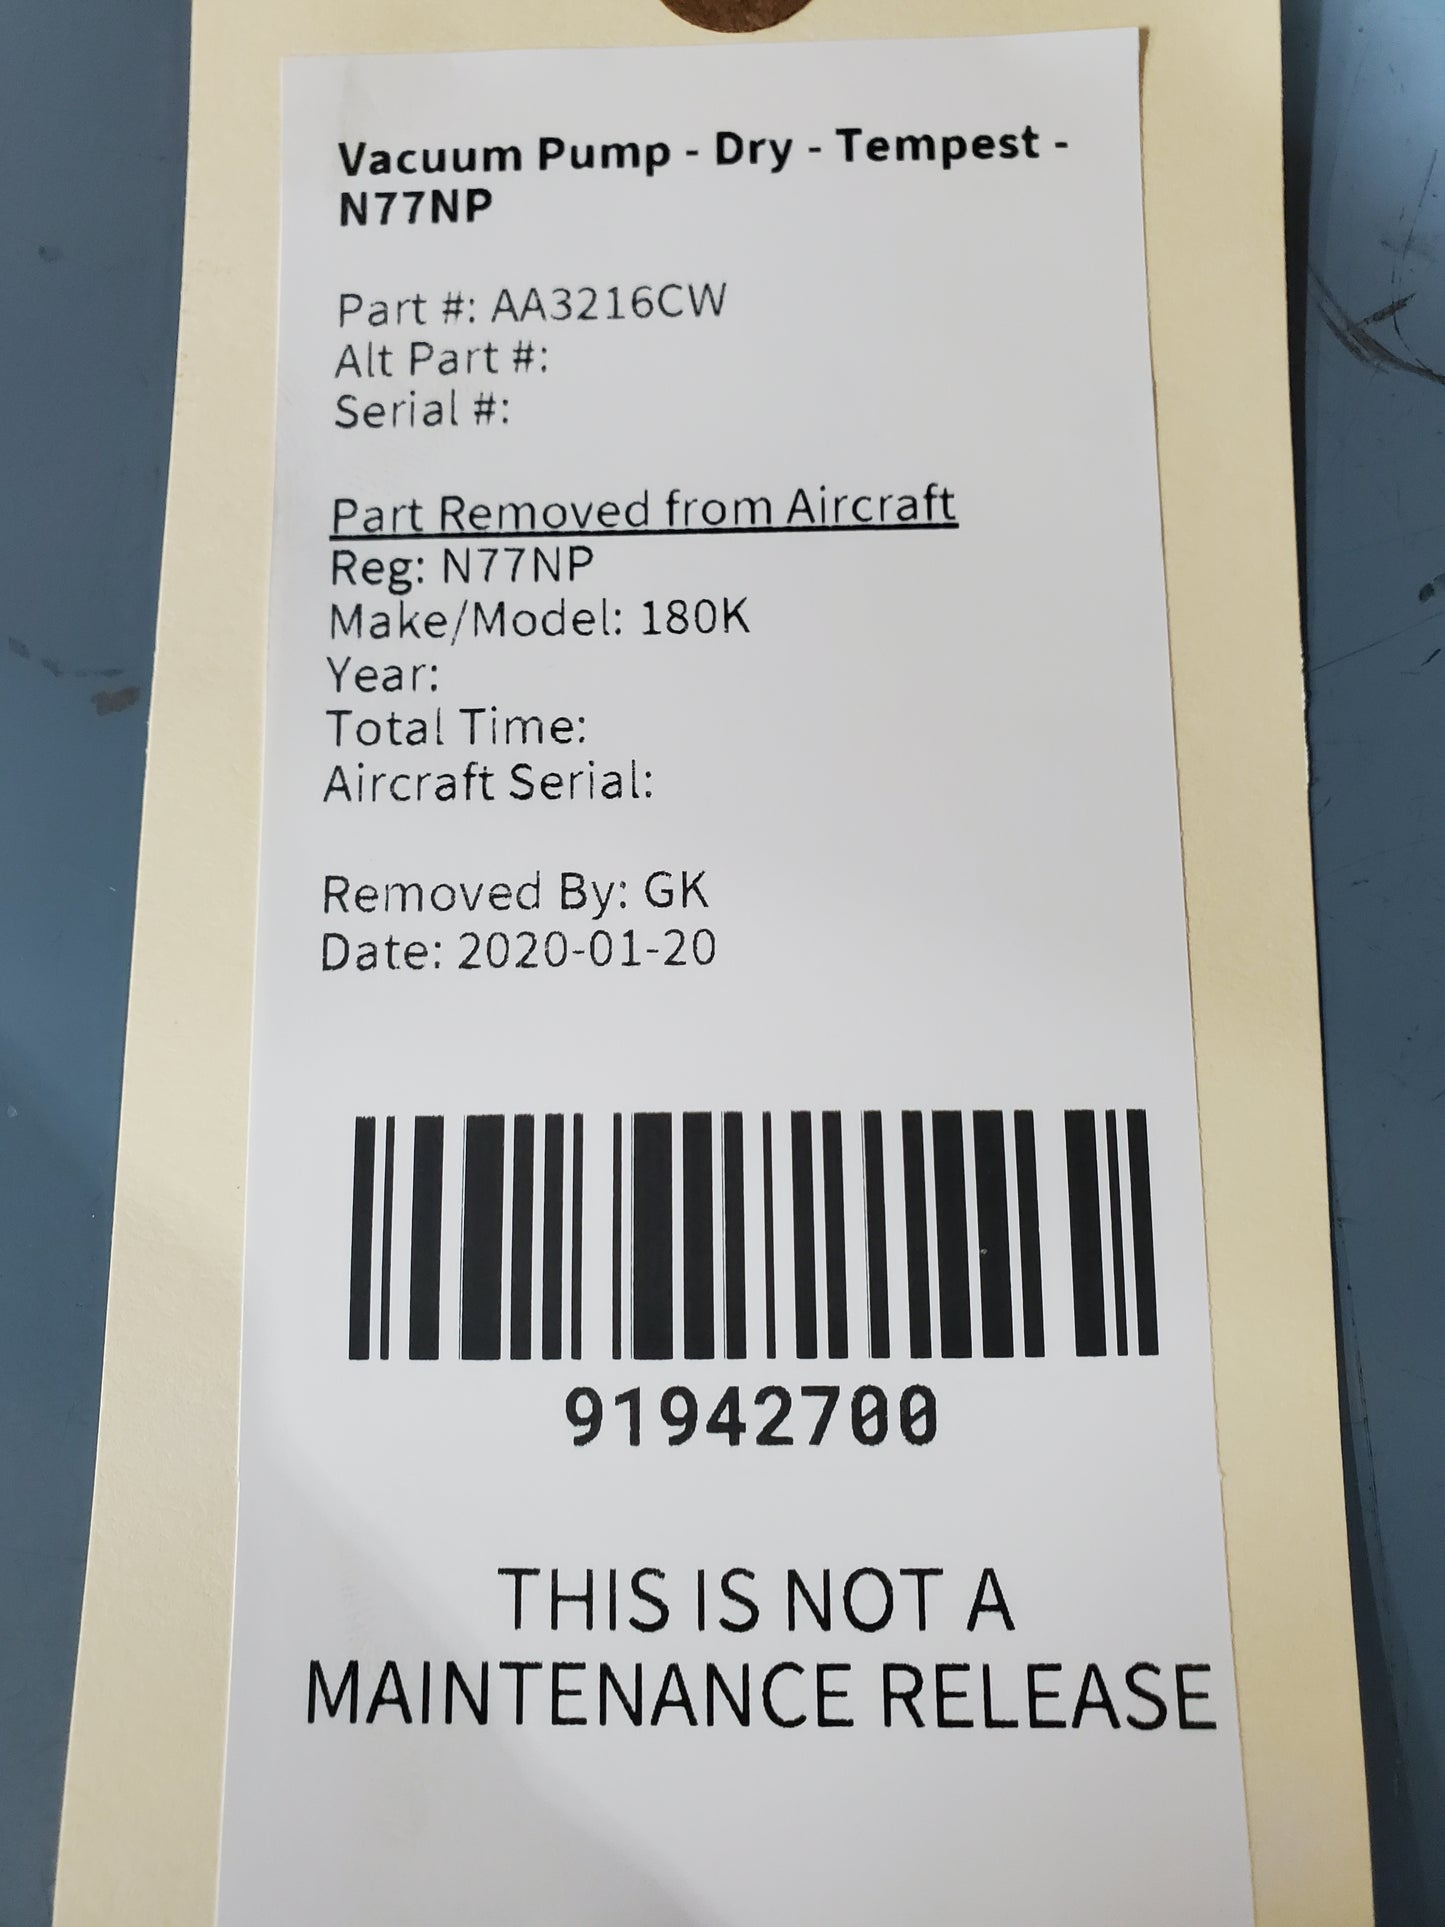 Vacuum Pump - Dry - Tempest -
N77NP
Part #: AA3216CW
Alt Part #:
Serial #:
Part Removed from Aircraft
Reg: N77NP
Make/Model: 180K
Year:
Total Time:
Aircraft Serial:
Removed By: GK
Date: 2020-01-20
91942700
THIS IS NOT A
MAINTENANCE RELEASE